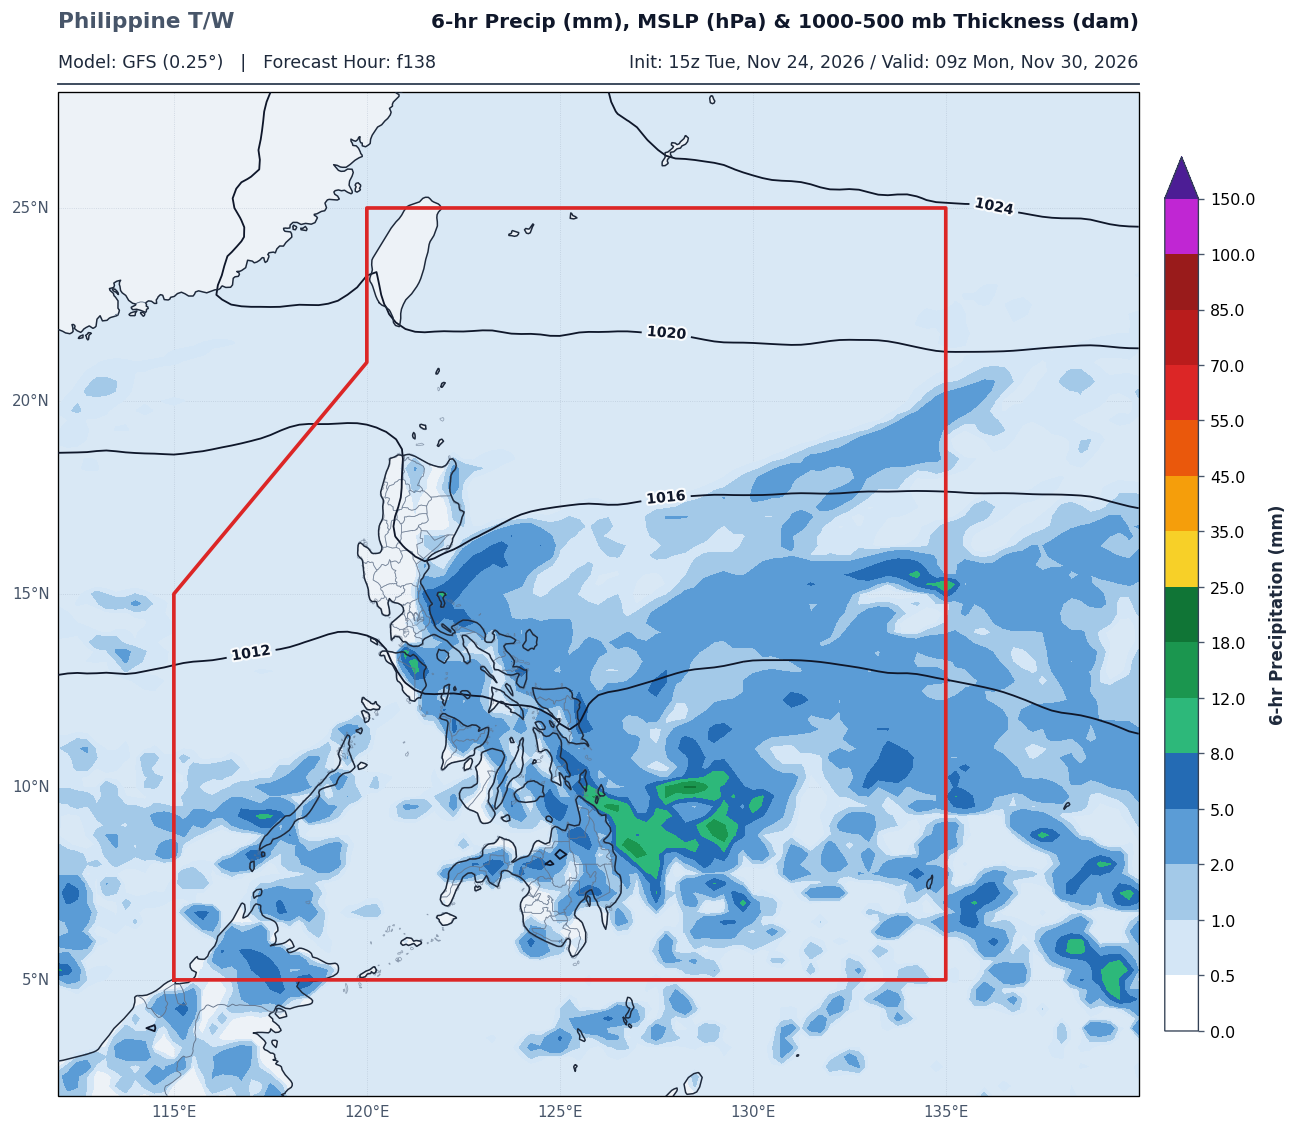 Philippine T/W
6-hr Precip (mm), MSLP (hPa) & 1000-500 mb Thickness (dam)
Model: GFS (0.25°) | Forecast Hour: f138
Init: 15z Tue, Nov 24, 2026 / Valid: 09z Mon, Nov 30, 2026
25°N
20°N
15°N
10°N
5°N
115°E
120°E
125°E
130°E
135°E
1024
1020
1016
1012
150.0
100.0
85.0
70.0
55.0
45.0
35.0
25.0
18.0
12.0
8.0
5.0
2.0
1.0
0.5
0.0
6-hr Precipitation (mm)